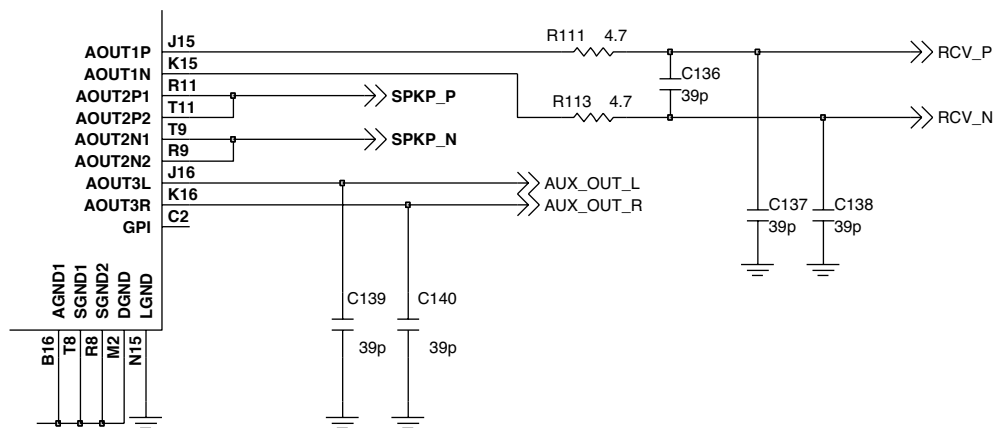 J15
R111 4.7
AOUT1P
RCV_P
K15
AOUT1N
C136
R11
39p
AOUT2P1
SPKP_P
R113 4.7
T11
AOUT2P2
RCV_N
T9
AOUT2N1
SPKP_N
R9
AOUT2N2
J16
AOUT3L
AUX_OUT_L
K16
AOUT3R
AUX_OUT_R
C137
C138
C2
GPI
39p
39p
AGND1
SGND1
SGND2
DGND
LGND
C139
C140
B16
T8
R8
M2
N15
39p
39p